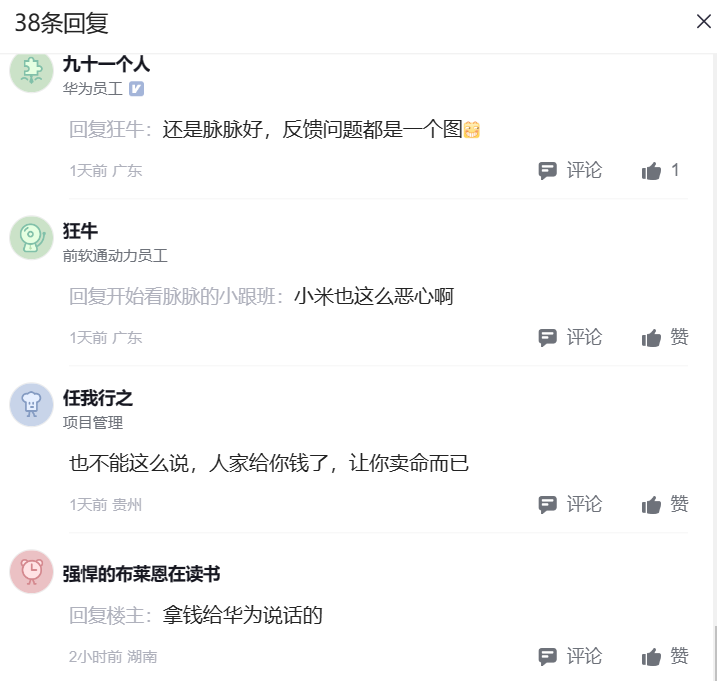 38条回复
九十一个人
华为员工
回复狂牛：还是脉脉好，反馈问题都是一个图
1天前 广东
评论
1
狂牛
前软通动力员工
回复开始看脉脉的小跟班：小米也这么恶心啊
1天前 广东
评论
赞
任我行之
项目管理
也不能这么说，人家给你钱了，让你卖命而已
1天前 贵州
评论
赞
强悍的布莱恩在读书
回复楼主：拿钱给华为说话的
2小时前 湖南
评论
赞